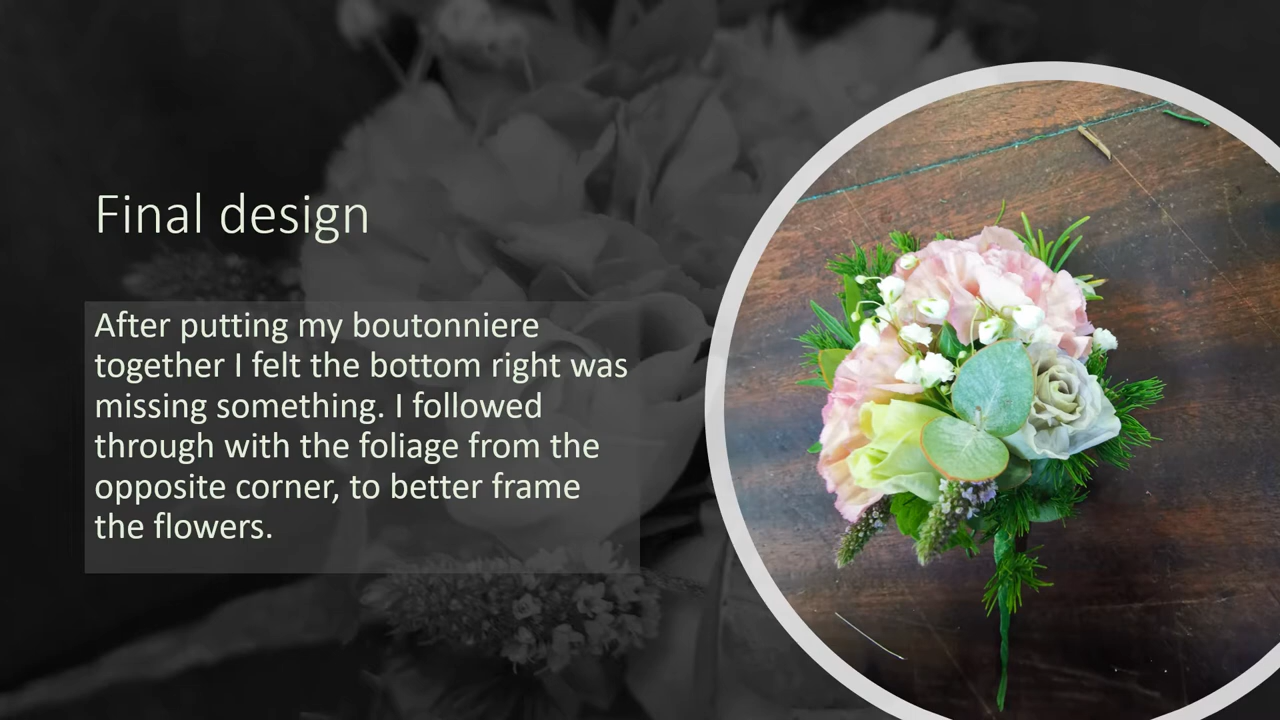 Final design
After putting my boutonniere
together I felt the bottom right was
missing something. I followed
through with the foliage from the
opposite corner, to better frame
the flowers.